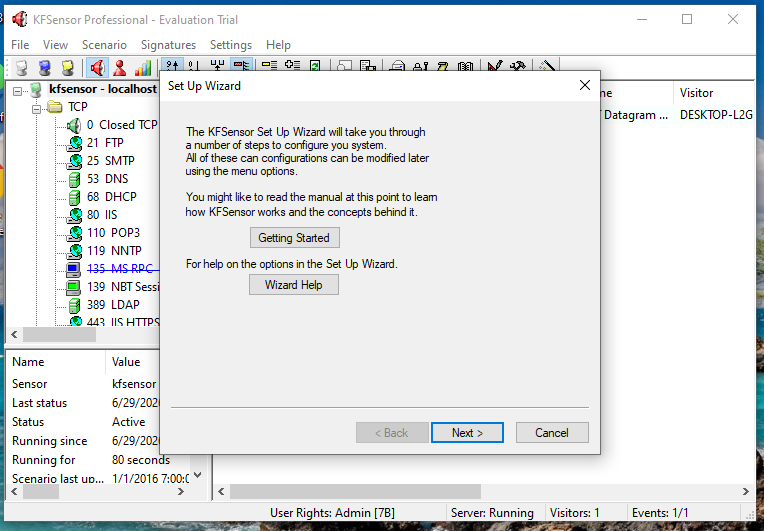 KFSensor Professional - Evaluation Trial
File View Scenario Signatures Settings Help
kfsensor - localhost
TCP
0 Closed TCP
21 FTP
25 SMTP
53 DNS
68 DHCP
80 IIS
110 POP3
119 NNTP
135 MS RPC
139 NBT Sessi
389 LDAP
443 IIS HTTPS
Visitor
Datagram ... DESKTOP-L2G
Set Up Wizard
The KFSensor Set Up Wizard will take you through
a number of steps to configure you system.
All of these can configurations can be modified later
using the menu options.
You might like to read the manual at this point to learn
how KFSensor works and the concepts behind it.
Getting Started
For help on the options in the Set Up Wizard.
Wizard Help
< Back Next > Cancel
Name Value
Sensor kfsensor
Last status 6/29/202
Status Active
Running since 6/29/202
Running for 80 seconds
Scenario last up... 1/1/2016 7:00:0
User Rights: Admin [7B] Server: Running Visitors: 1 Events: 1/1